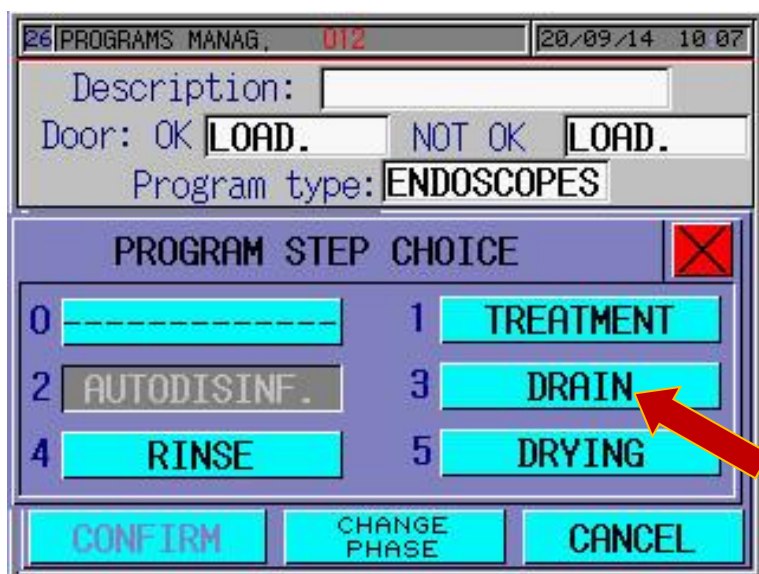 26 PROGRAMS MANAG. 012 20/09/14 10:07
Description:
Door: OK LOAD. NOT OK LOAD.
Program type: ENDOSCOPES
PROGRAM STEP CHOICE
0 -------------- 1 TREATMENT
2 AUTODISINF. 3 DRAIN
4 RINSE 5 DRYING
CONFIRM CHANGE PHASE CANCEL